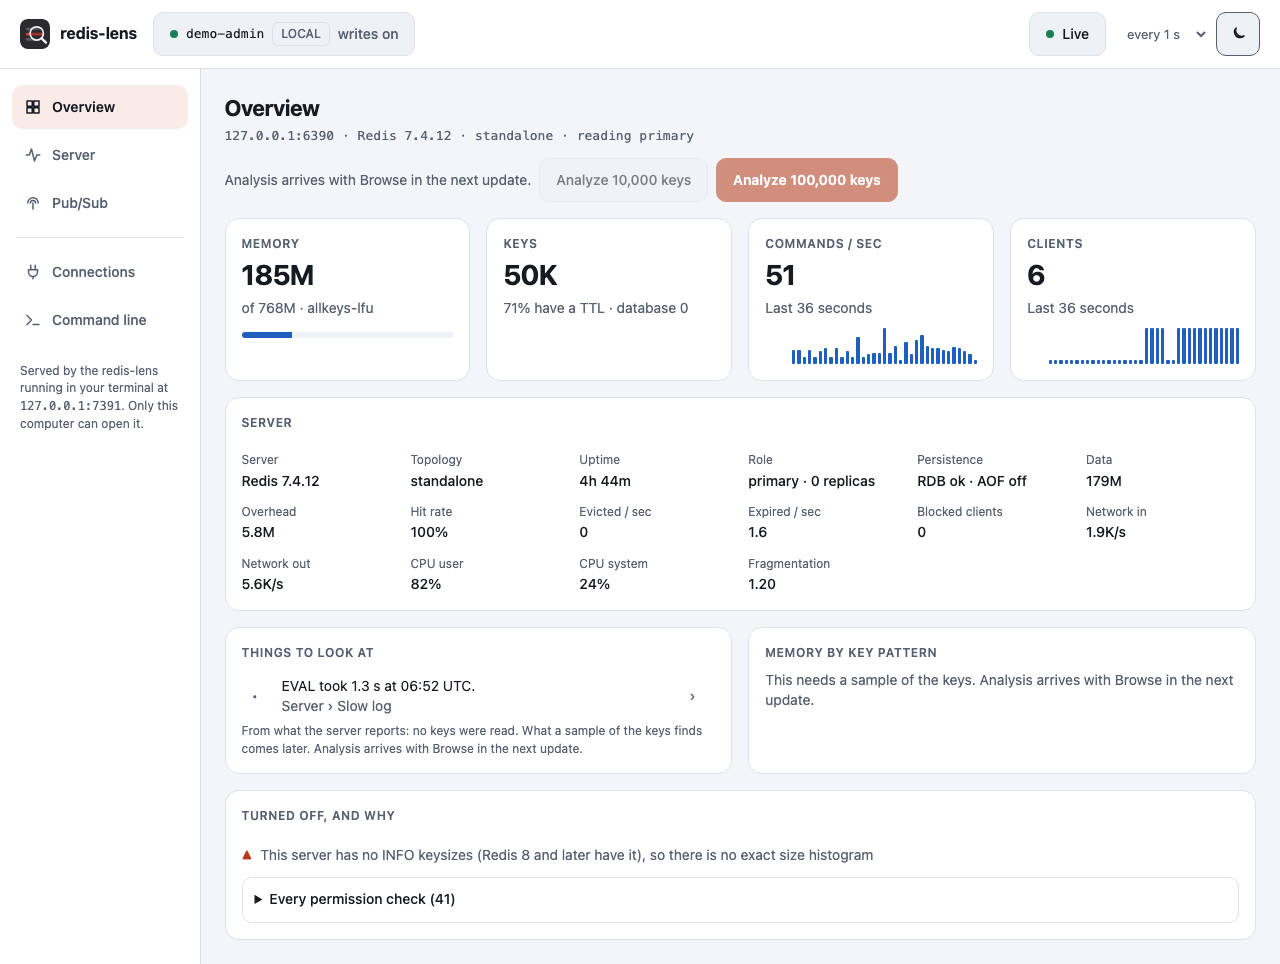 redis-lens
demo-admin LOCAL writes on
Live
every 1 s
Overview
Server
Pub/Sub
Connections
Command line
Served by the redis-lens
running in your terminal at
127.0.0.1:7391. Only this
computer can open it.
Overview
127.0.0.1:6390 · Redis 7.4.12 · standalone · reading primary
Analysis arrives with Browse in the next update.
Analyze 10,000 keys
Analyze 100,000 keys
MEMORY
185M
of 768M · allkeys-lfu
KEYS
50K
71% have a TTL · database 0
COMMANDS / SEC
51
Last 36 seconds
CLIENTS
6
Last 36 seconds
SERVER
Server
Redis 7.4.12
Topology
standalone
Uptime
4h 44m
Role
primary · 0 replicas
Persistence
RDB ok · AOF off
Data
179M
Overhead
5.8M
Hit rate
100%
Evicted / sec
0
Expired / sec
1.6
Blocked clients
0
Network in
1.9K/s
Network out
5.6K/s
CPU user
82%
CPU system
24%
Fragmentation
1.20
THINGS TO LOOK AT
· EVAL took 1.3 s at 06:52 UTC.
Server › Slow log ›
From what the server reports: no keys were read. What a sample of the keys finds
comes later. Analysis arrives with Browse in the next update.
MEMORY BY KEY PATTERN
This needs a sample of the keys. Analysis arrives with Browse in the next
update.
TURNED OFF, AND WHY
▲ This server has no INFO keysizes (Redis 8 and later have it), so there is no exact size histogram
▶ Every permission check (41)